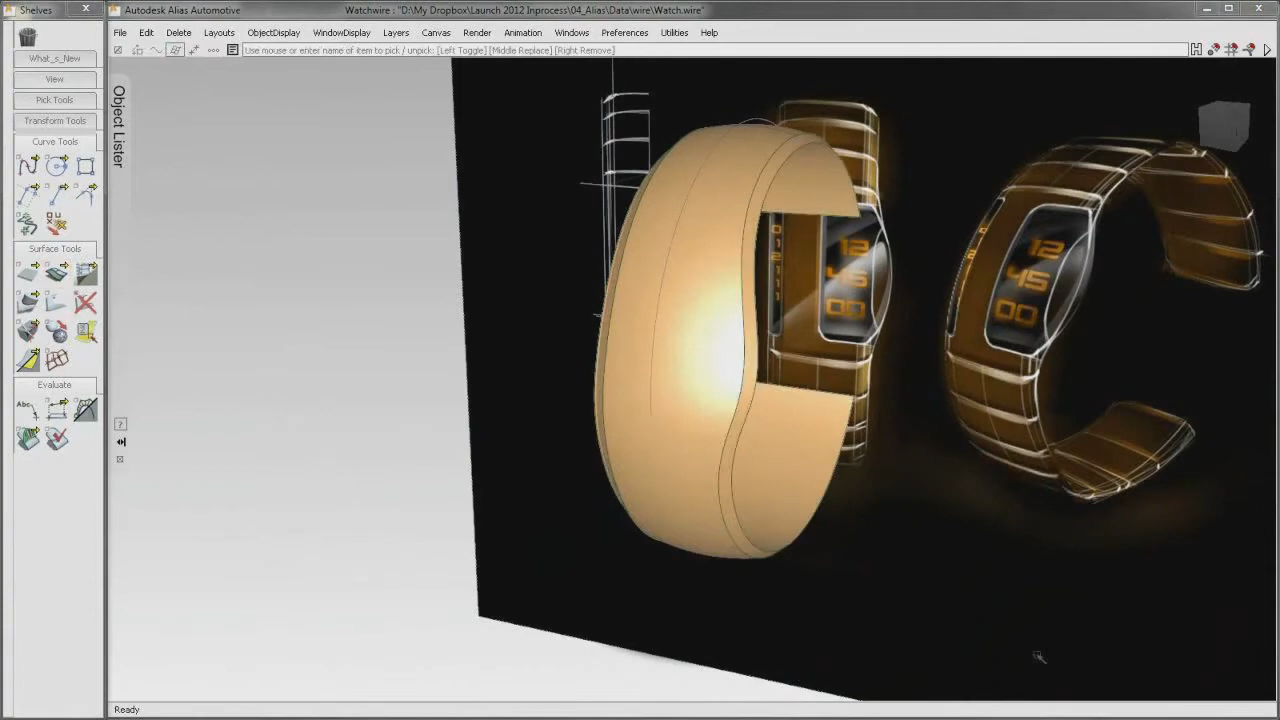 Shelves
Autodesk Alias Automotive
Watchwire : "D:\My Dropbox\Launch 2012 Inprocess\04_Alias\Data\wire\Watch.wire"
File Edit Delete Layouts ObjectDisplay WindowDisplay Layers Canvas Render Animation Windows Preferences Utilities Help
Use mouse or enter name of item to pick / unpick: [Left Toggle] [Middle Replace] [Right Remove]
What_s_New
View
Pick Tools
Transform Tools
Curve Tools
Surface Tools
Evaluate
Abc
Object Lister
12
45
00
12
45
00
Ready